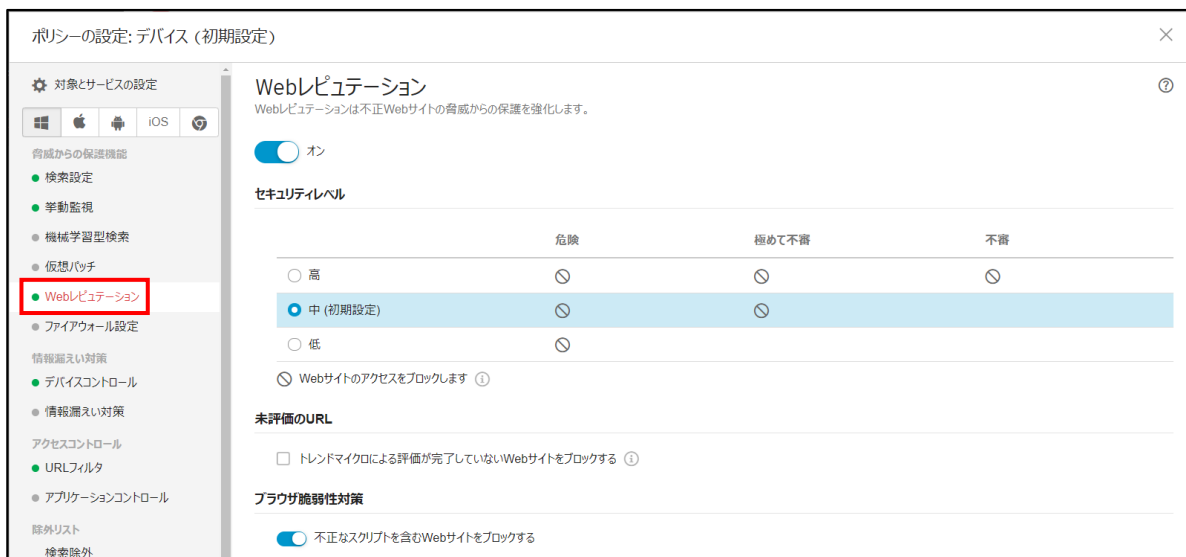 ポリシーの設定: デバイス (初期設定)
対象とサービスの設定
iOS
脅威からの保護機能
検索設定
挙動監視
機械学習型検索
仮想パッチ
Webレピュテーション
ファイアウォール設定
情報漏えい対策
デバイスコントロール
情報漏えい対策
アクセスコントロール
URLフィルタ
アプリケーションコントロール
除外リスト
検索除外
Webレピュテーション
Webレピュテーションは不正Webサイトの脅威からの保護を強化します。
オン
セキュリティレベル
危険 極めて不審 不審
高
中 (初期設定)
低
Webサイトのアクセスをブロックします
未評価のURL
トレンドマイクロによる評価が完了していないWebサイトをブロックする
ブラウザ脆弱性対策
不正なスクリプトを含むWebサイトをブロックする